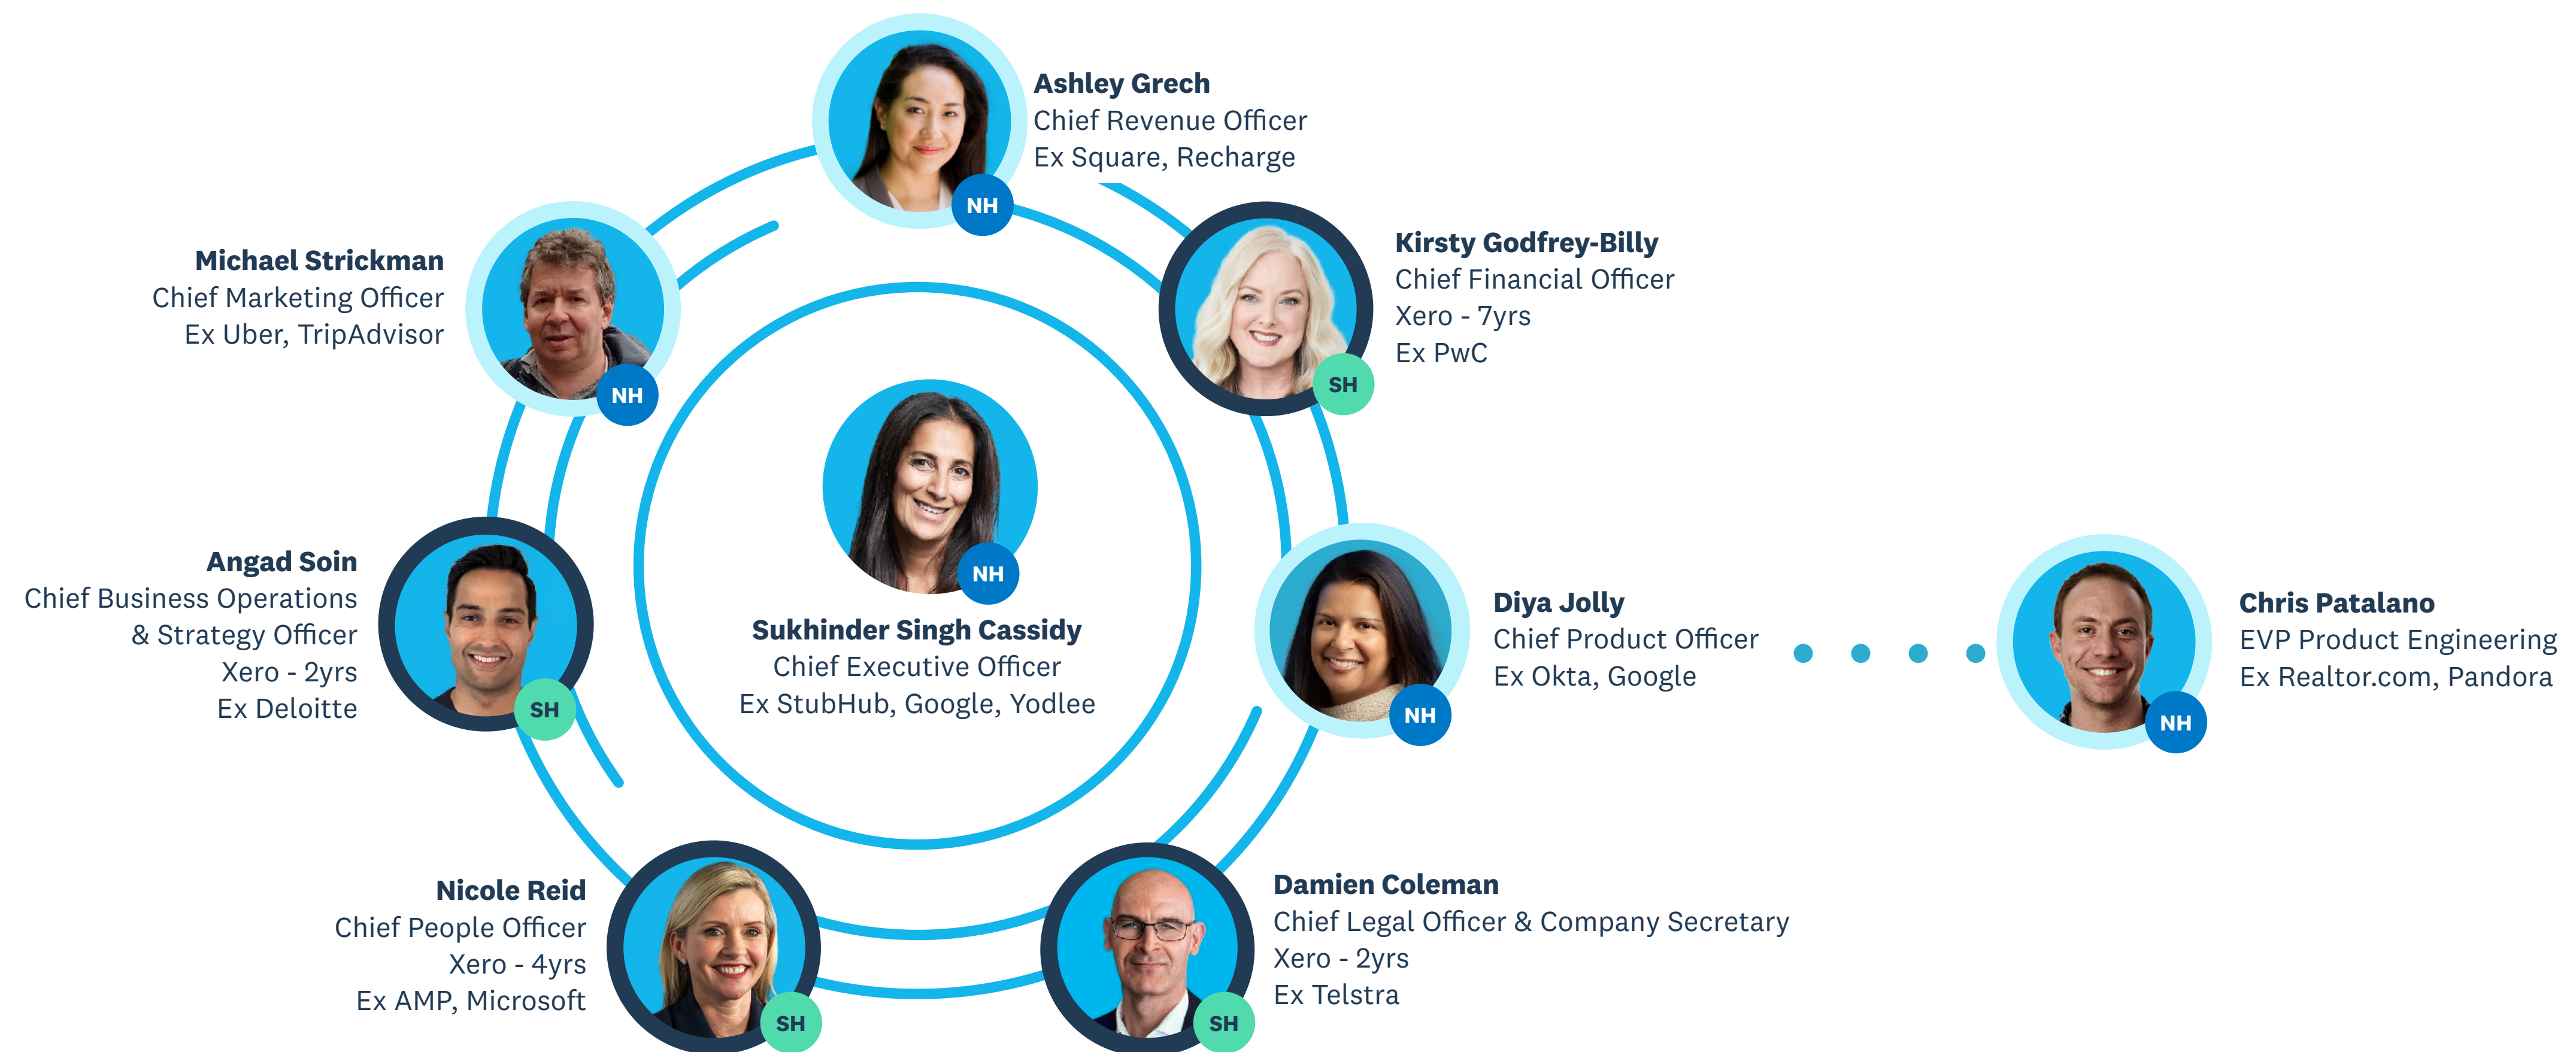 Ashley Grech
Chief Revenue Officer
Ex Square, Recharge
NH
Michael Strickman
Chief Marketing Officer
Ex Uber, TripAdvisor
NH
Kirsty Godfrey-Billy
Chief Financial Officer
Xero - 7yrs
Ex PwC
SH
NH
Sukhinder Singh Cassidy
Chief Executive Officer
Ex StubHub, Google, Yodlee
Angad Soin
Chief Business Operations
& Strategy Officer
Xero - 2yrs
Ex Deloitte
SH
Diya Jolly
Chief Product Officer
Ex Okta, Google
NH
Chris Patalano
EVP Product Engineering
Ex Realtor.com, Pandora
NH
Nicole Reid
Chief People Officer
Xero - 4yrs
Ex AMP, Microsoft
SH
Damien Coleman
Chief Legal Officer & Company Secretary
Xero - 2yrs
Ex Telstra
SH